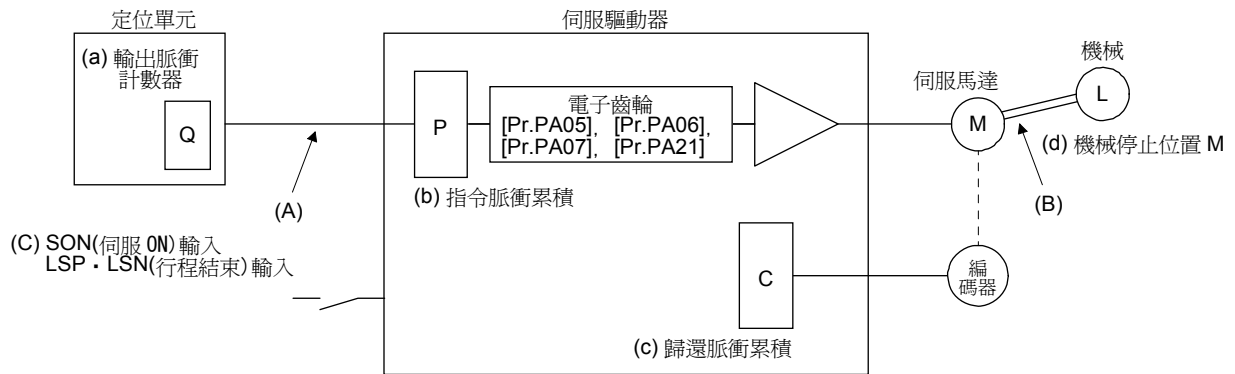 定位單元
(a) 輸出脈衝
計數器
Q
(A)
(C) SON(伺服 ON)輸入
LSP・LSN(行程結束)輸入
伺服驅動器
P
電子齒輪
[Pr.PA05], [Pr.PA06],
[Pr.PA07], [Pr.PA21]
(b) 指令脈衝累積
C
(c) 歸還脈衝累積
伺服馬達
M
機械
L
(d) 機械停止位置 M
(B)
編
碼器